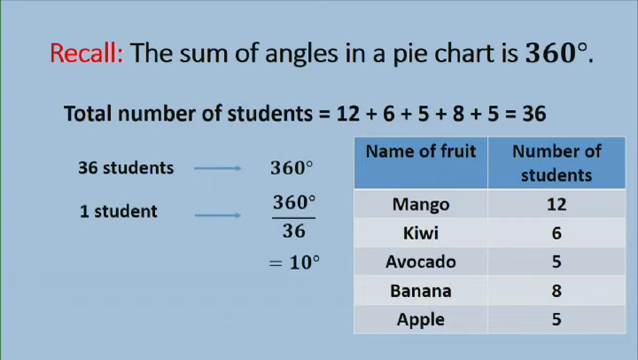 Recall: The sum of angles in a pie chart is 360°.
Total number of students = 12 + 6 + 5 + 8 + 5 = 36
36 students → 360°
1 student → 360°
36
= 10°
Name of fruit Number of students
Mango 12
Kiwi 6
Avocado 5
Banana 8
Apple 5